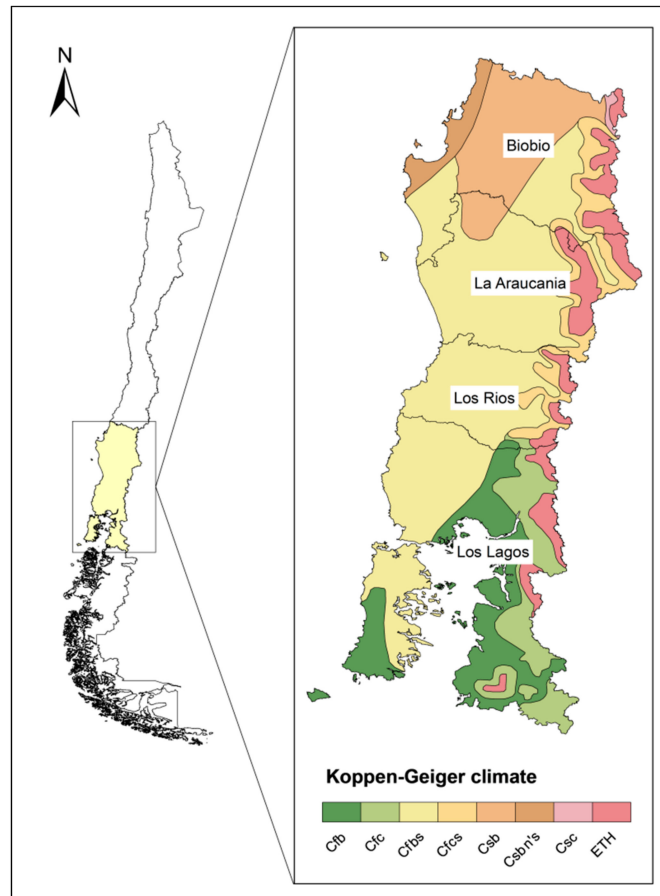 N
Biobio
La Araucania
Los Rios
Los Lagos
Koppen-Geiger climate
Cfb
Cfc
Cfbs
Cfcs
Csb
Csbn's
Csc
ETH